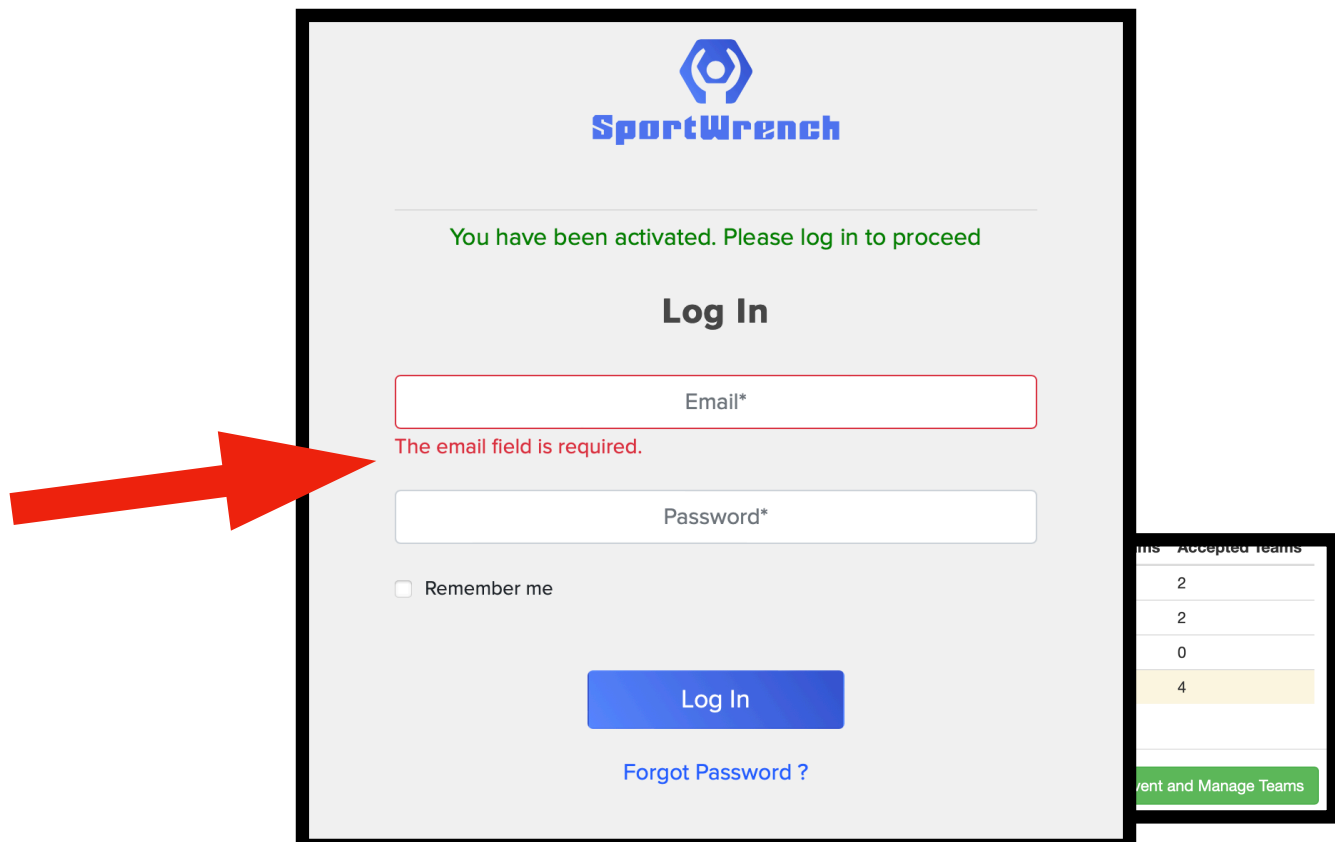 SportWrench
You have been activated. Please log in to proceed
Log In
Email*
The email field is required.
Password*
Remember me
Log In
Forgot Password ?
Accepted Teams
2
2
0
4
and Manage Teams